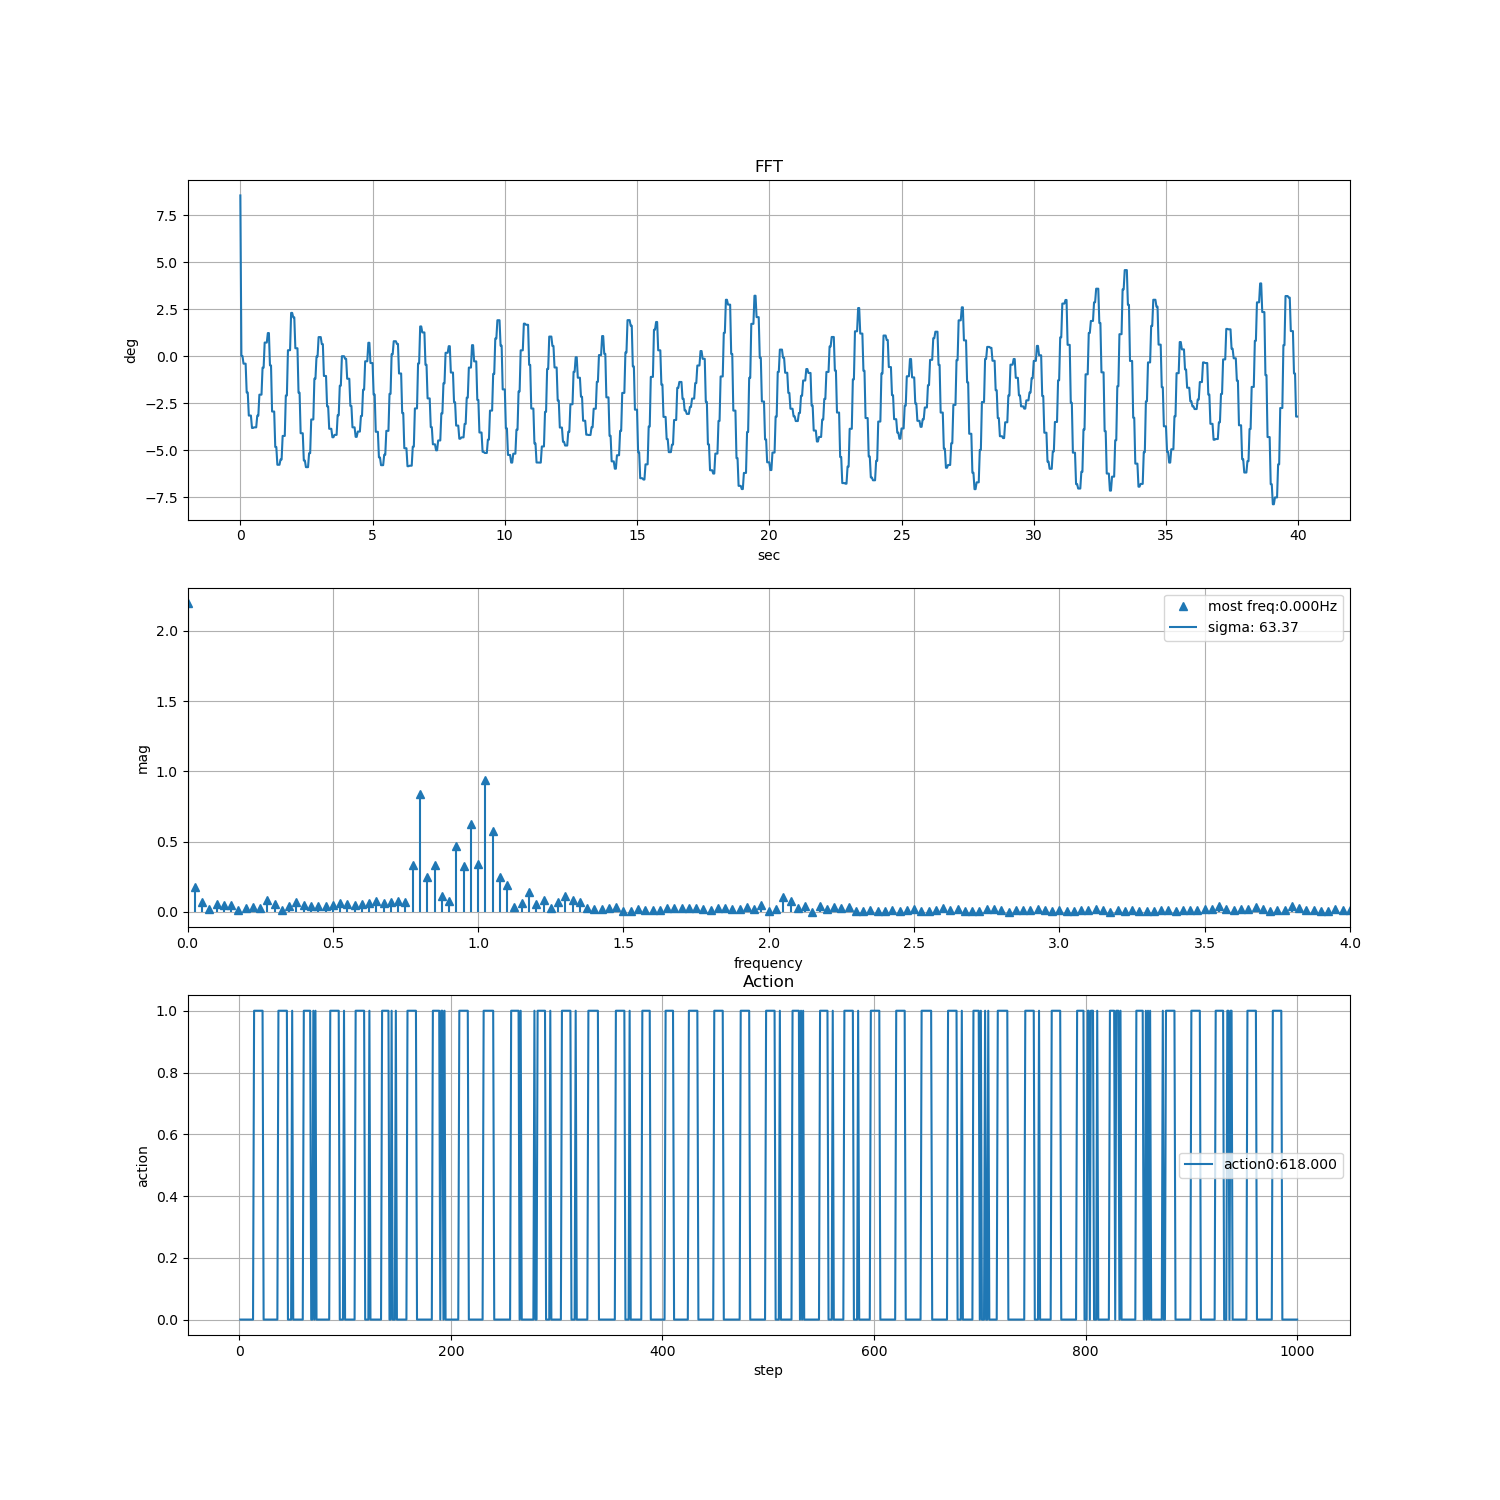 FFT
7.5
5.0
2.5
0.0
−2.5
−5.0
−7.5
deg
0 5 10 15 20 25 30 35 40
sec
most freq:0.000Hz
sigma: 63.37
2.0
1.5
1.0
0.5
0.0
mag
0.0 0.5 1.0 1.5 2.0 2.5 3.0 3.5 4.0
frequency
Action
1.0
0.8
0.6
0.4
0.2
0.0
action
action0:618.000
0 200 400 600 800 1000
step